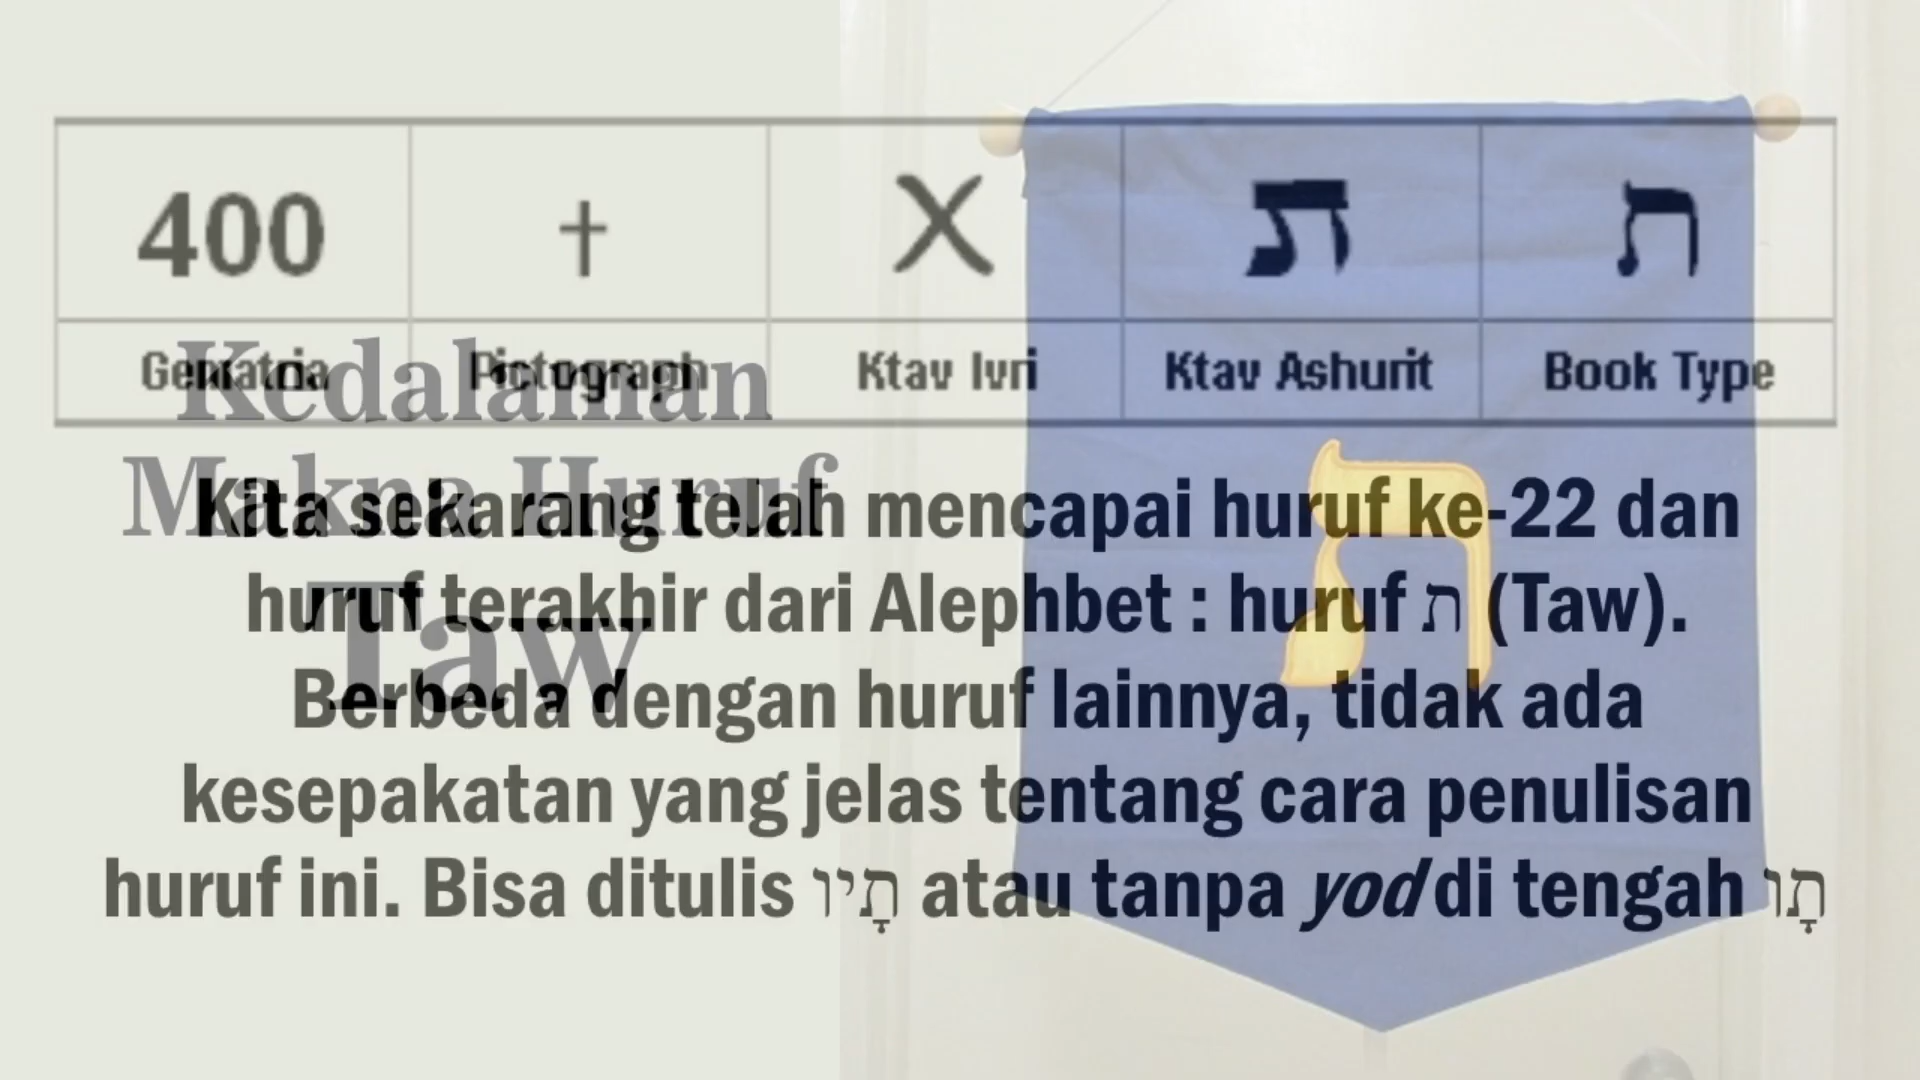 400 † X ת ת
Gematria Pictograph Ktav Ivri Ktav Ashurit Book Type
Kedalaman
Makna Huruf
Taw
ת
Kita sekarang telah mencapai huruf ke-22 dan
huruf terakhir dari Alephbet : huruf ת (Taw).
Berbeda dengan huruf lainnya, tidak ada
kesepakatan yang jelas tentang cara penulisan
huruf ini. Bisa ditulis תָיו atau tanpa yod di tengah תָו